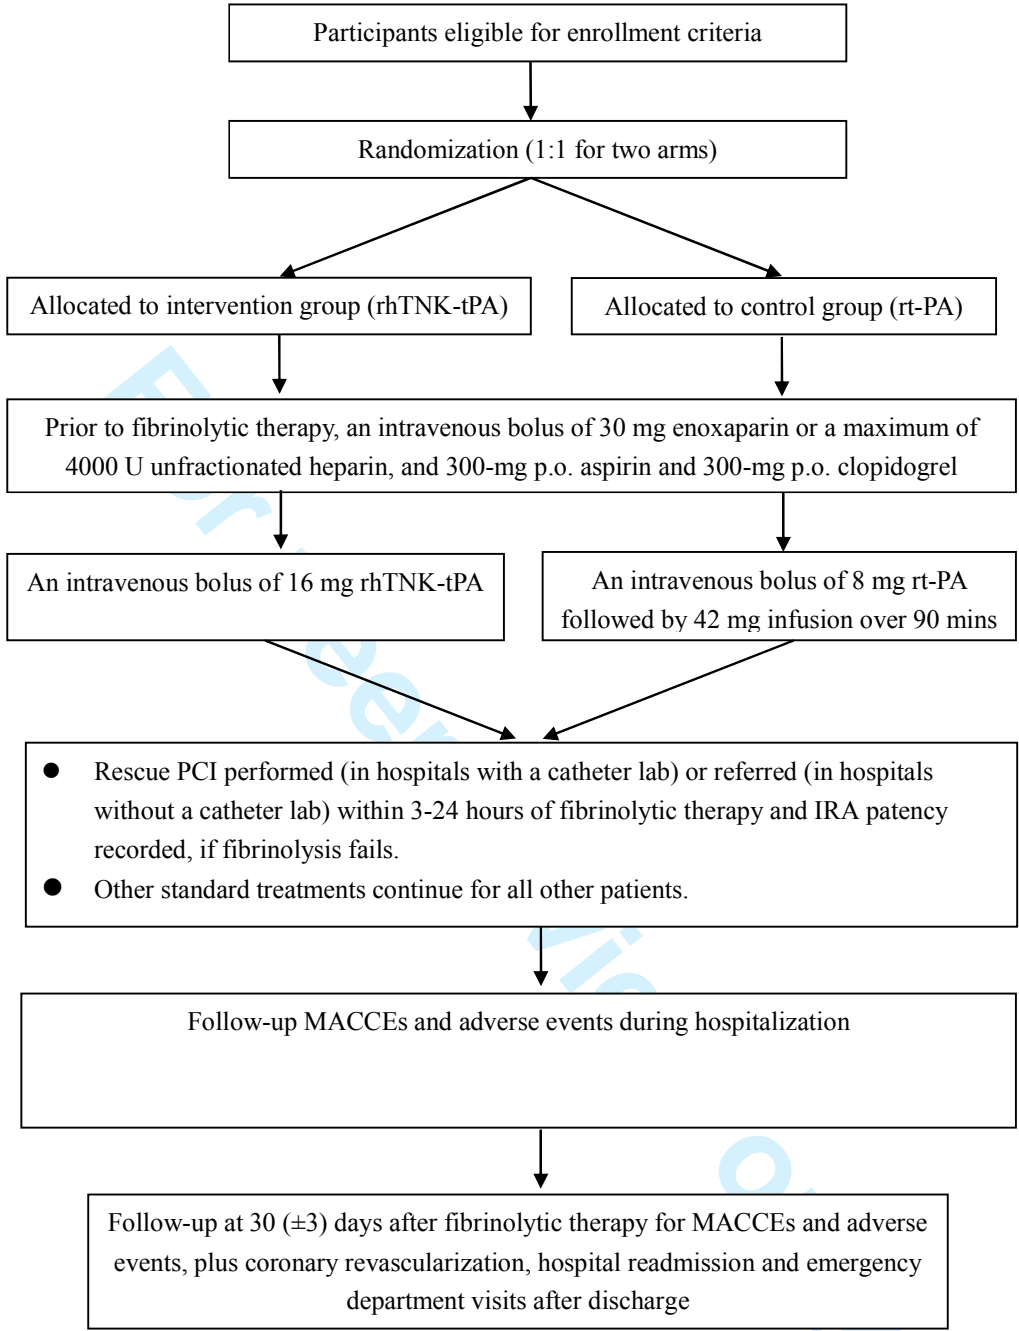 Participants eligible for enrollment criteria
Randomization (1:1 for two arms)
Allocated to intervention group (rhTNK-tPA)
Allocated to control group (rt-PA)
Prior to fibrinolytic therapy, an intravenous bolus of 30 mg enoxaparin or a maximum of
4000 U unfractionated heparin, and 300-mg p.o. aspirin and 300-mg p.o. clopidogrel
An intravenous bolus of 16 mg rhTNK-tPA
An intravenous bolus of 8 mg rt-PA
followed by 42 mg infusion over 90 mins
● Rescue PCI performed (in hospitals with a catheter lab) or referred (in hospitals
without a catheter lab) within 3-24 hours of fibrinolytic therapy and IRA patency
recorded, if fibrinolysis fails.
● Other standard treatments continue for all other patients.
Follow-up MACCEs and adverse events during hospitalization
Follow-up at 30 (±3) days after fibrinolytic therapy for MACCEs and adverse
events, plus coronary revascularization, hospital readmission and emergency
department visits after discharge